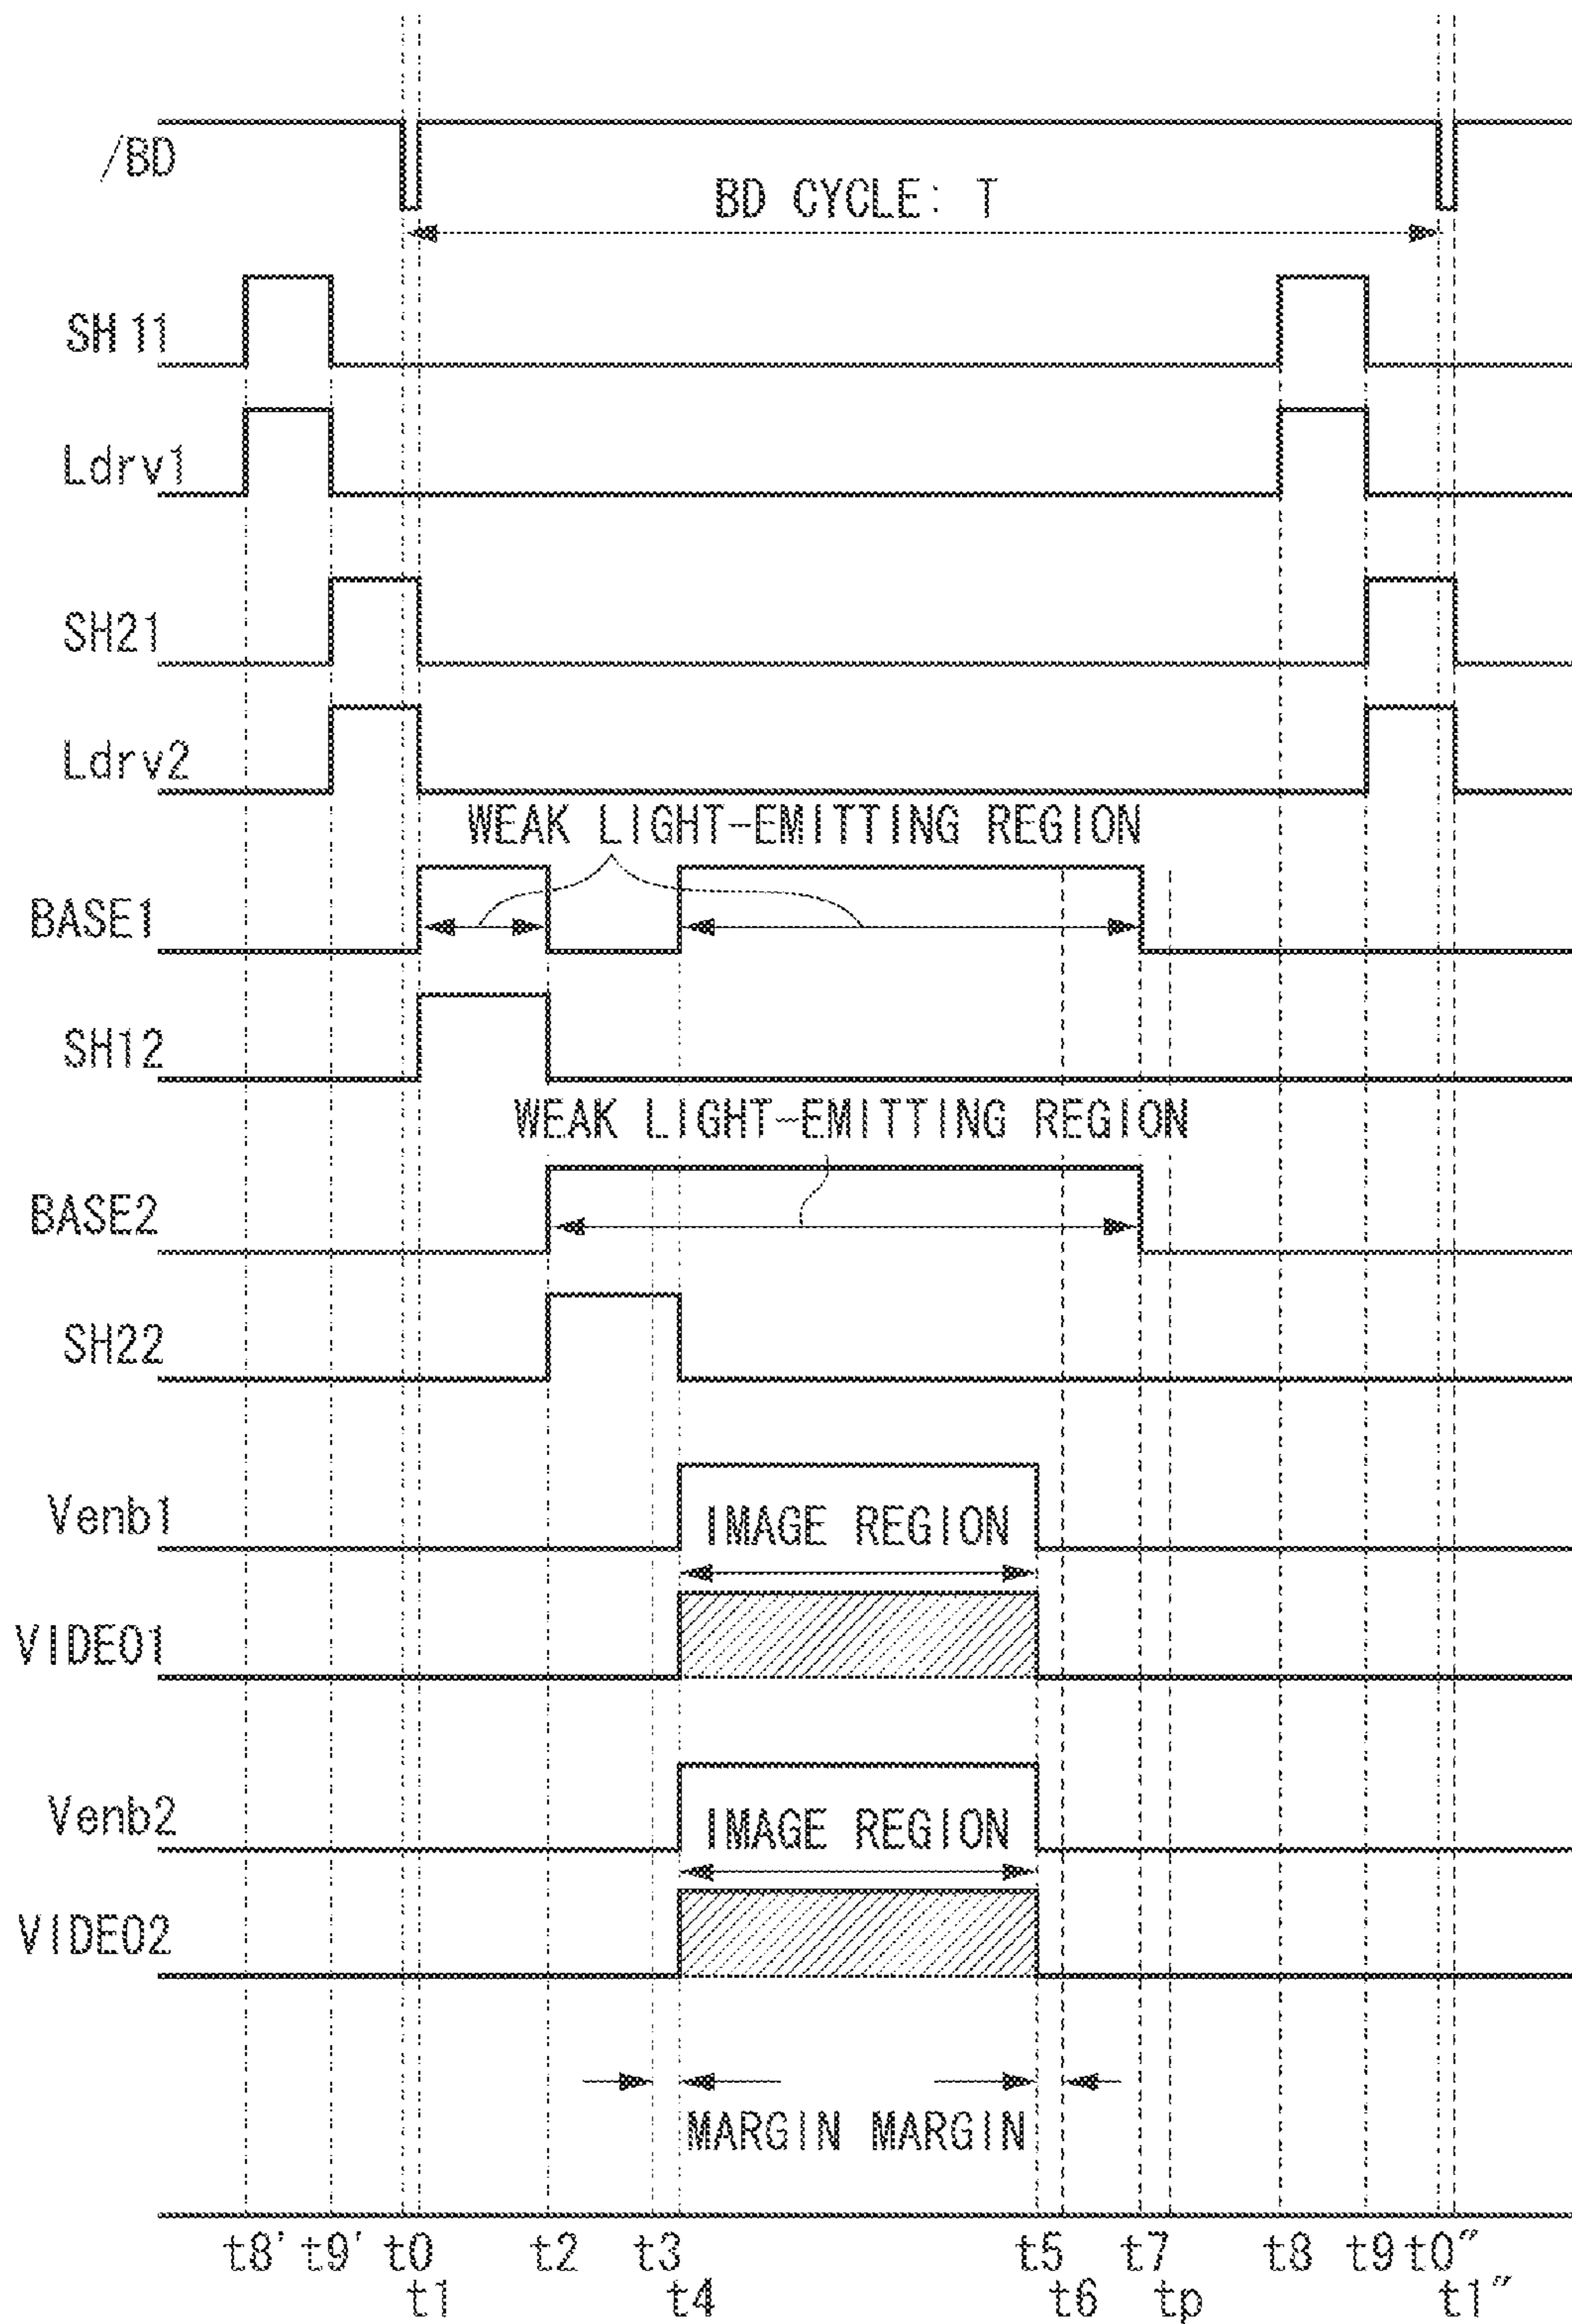 /BD
BD CYCLE: T
SH11
Ldrv1
SH21
Ldrv2
WEAK LIGHT-EMITTING REGION
BASE1
SH12
WEAK LIGHT-EMITTING REGION
BASE2
SH22
Venb1
IMAGE REGION
VIDEO1
Venb2
IMAGE REGION
VIDEO2
MARGIN MARGIN
t8' t9' t0 t2 t3 t5 t7 t8 t9 t0"
t1 t4 t6 tp t1"